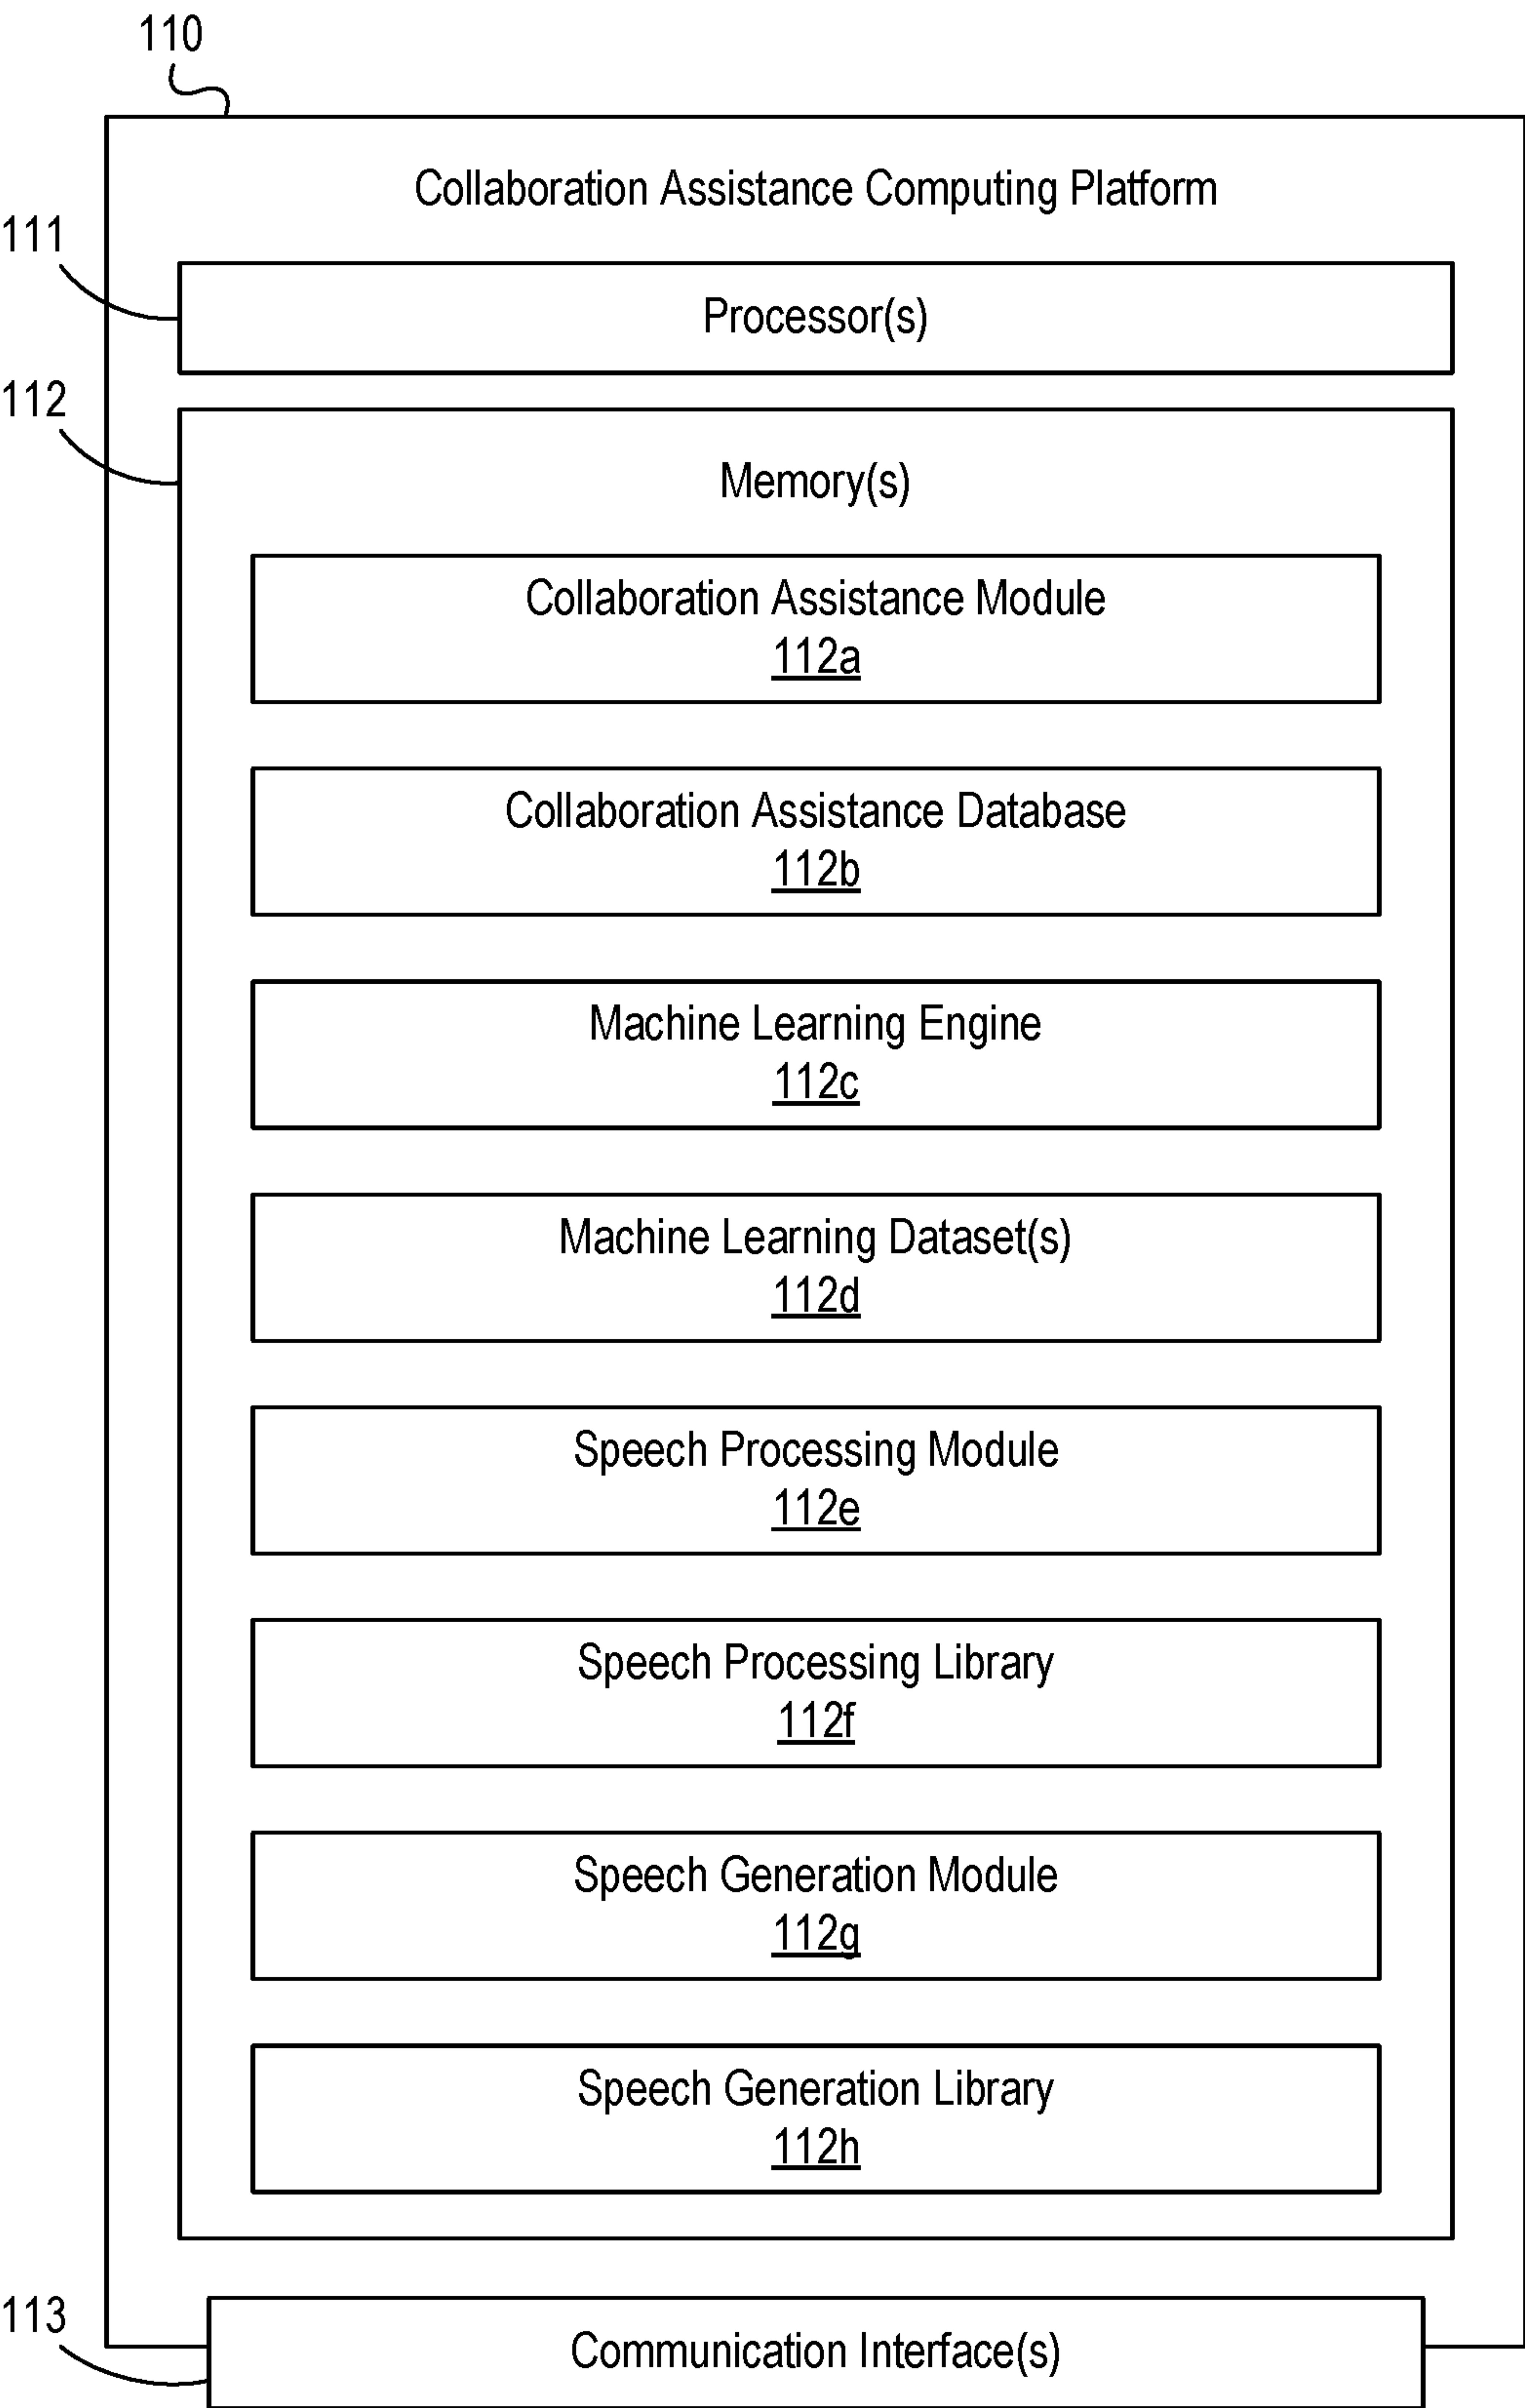 110
Collaboration Assistance Computing Platform
111
Processor(s)
112
Memory(s)
Collaboration Assistance Module
112a
Collaboration Assistance Database
112b
Machine Learning Engine
112c
Machine Learning Dataset(s)
112d
Speech Processing Module
112e
Speech Processing Library
112f
Speech Generation Module
112g
Speech Generation Library
112h
113
Communication Interface(s)